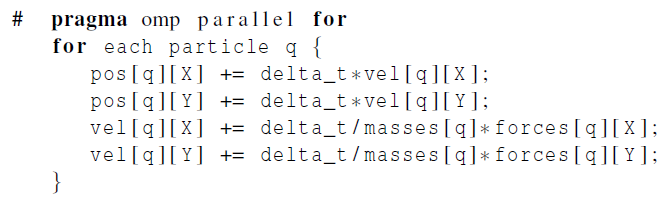 # pragma omp parallel for
for each particle q {
pos[q][X] += delta_t*vel[q][X];
pos[q][Y] += delta_t*vel[q][Y];
vel[q][X] += delta_t/masses[q]*forces[q][X];
vel[q][Y] += delta_t/masses[q]*forces[q][Y];
}